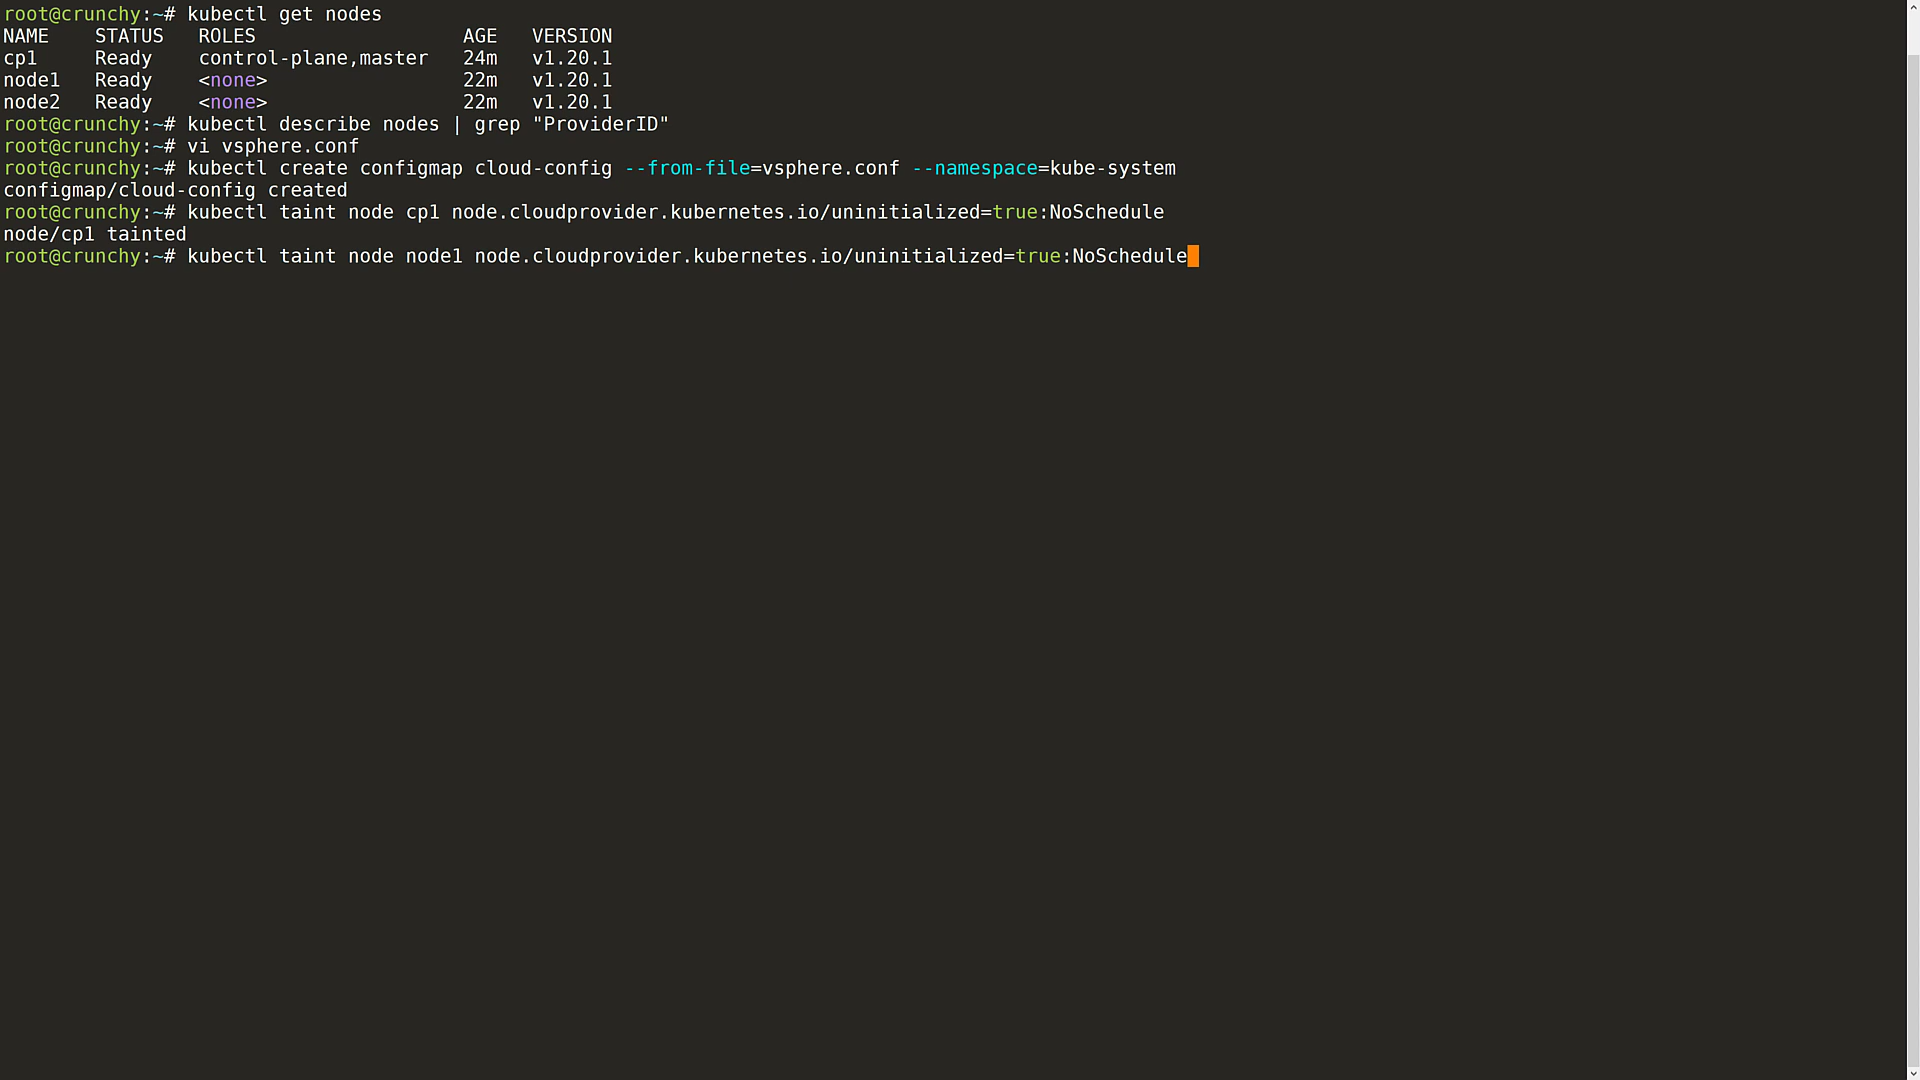 root@crunchy:~# kubectl get nodes
NAME    STATUS   ROLES                  AGE   VERSION
cp1     Ready    control-plane,master   24m   v1.20.1
node1   Ready    <none>                 22m   v1.20.1
node2   Ready    <none>                 22m   v1.20.1
root@crunchy:~# kubectl describe nodes | grep "ProviderID"
root@crunchy:~# vi vsphere.conf
root@crunchy:~# kubectl create configmap cloud-config --from-file=vsphere.conf --namespace=kube-system
configmap/cloud-config created
root@crunchy:~# kubectl taint node cp1 node.cloudprovider.kubernetes.io/uninitialized=true:NoSchedule
node/cp1 tainted
root@crunchy:~# kubectl taint node node1 node.cloudprovider.kubernetes.io/uninitialized=true:NoSchedule